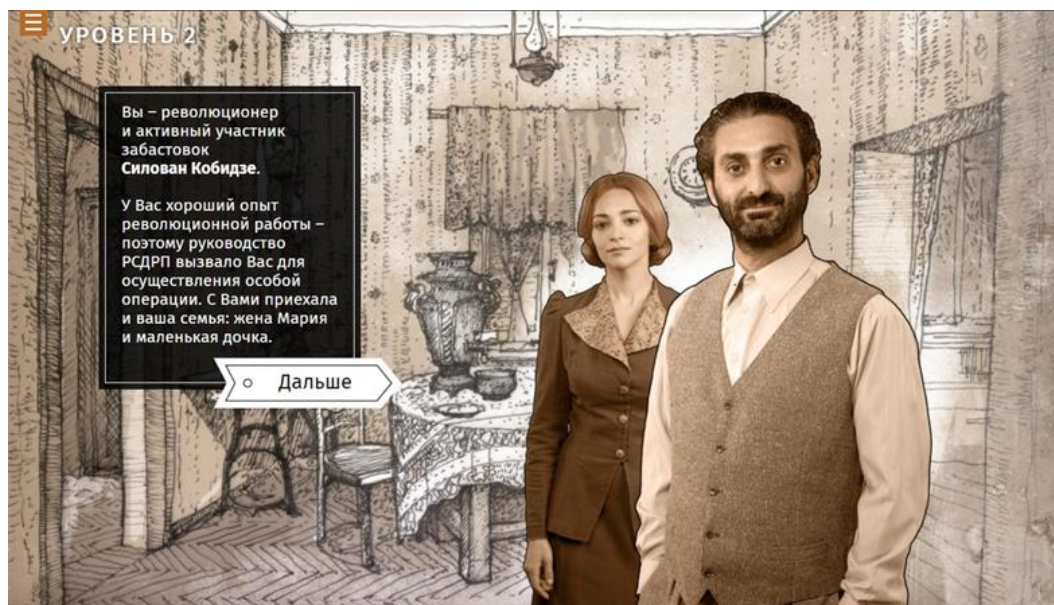 УРОВЕНЬ 2
Вы – революционер
и активный участник
забастовок
Силован Кобидзе.
У Вас хороший опыт
революционной работы –
поэтому руководство
РСДРП вызвало Вас для
осуществления особой
операции. С Вами приехала
и ваша семья: жена Мария
и маленькая дочка.
Дальше